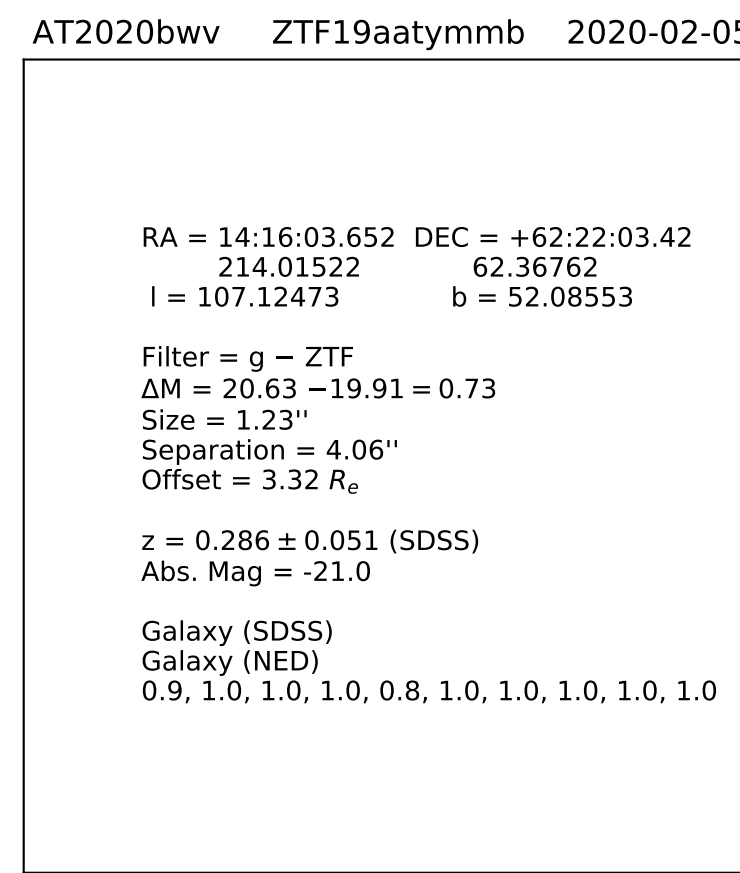 AT2020bwv ZTF19aatymmb 2020-02-05
RA = 14:16:03.652 DEC = +62:22:03.42
214.01522 62.36762
l = 107.12473 b = 52.08553
Filter = g − ZTF
ΔM = 20.63 −19.91 = 0.73
Size = 1.23''
Separation = 4.06''
Offset = 3.32 Re
z = 0.286 ± 0.051 (SDSS)
Abs. Mag = -21.0
Galaxy (SDSS)
Galaxy (NED)
0.9, 1.0, 1.0, 1.0, 0.8, 1.0, 1.0, 1.0, 1.0, 1.0